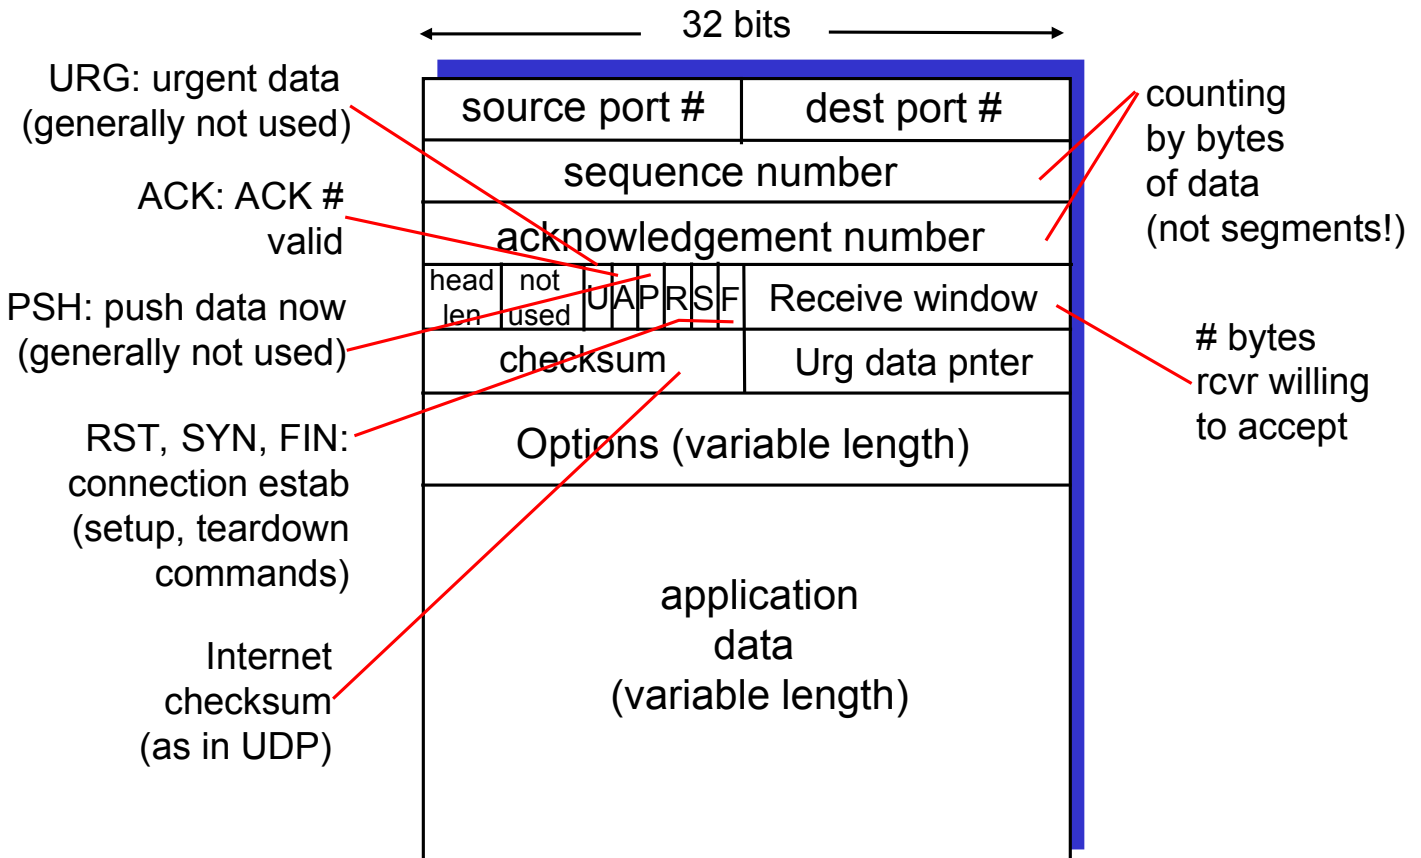 32 bits
URG: urgent data
(generally not used)
ACK: ACK #
valid
PSH: push data now
(generally not used)
RST, SYN, FIN:
connection estab
(setup, teardown
commands)
Internet
checksum
(as in UDP)
source port #
dest port #
sequence number
acknowledgement number
head
len
not
used
U
A
P
R
S
F
Receive window
checksum
Urg data pnter
Options (variable length)
application
data
(variable length)
counting
by bytes
of data
(not segments!)
# bytes
rcvr willing
to accept